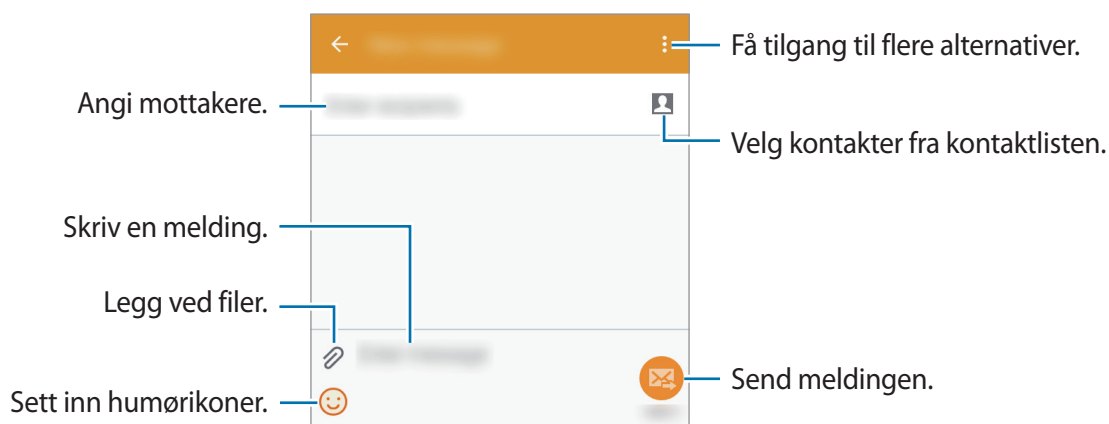 Få tilgang til flere alternativer.
Angi mottakere.
Velg kontakter fra kontaktlisten.
Skriv en melding.
Legg ved filer.
Send meldingen.
Sett inn humørikoner.